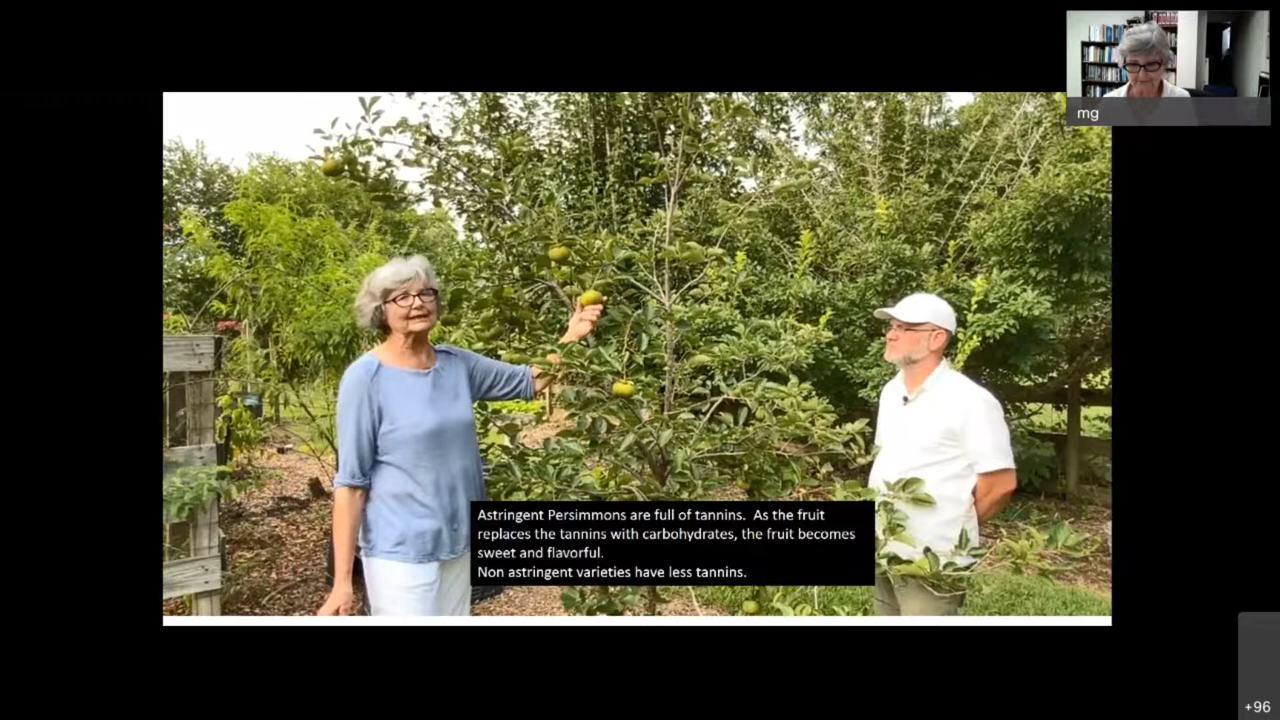 mg
Astringent Persimmons are full of tannins. As the fruit
replaces the tannins with carbohydrates, the fruit becomes
sweet and flavorful.
Non astringent varieties have less tannins.
+96